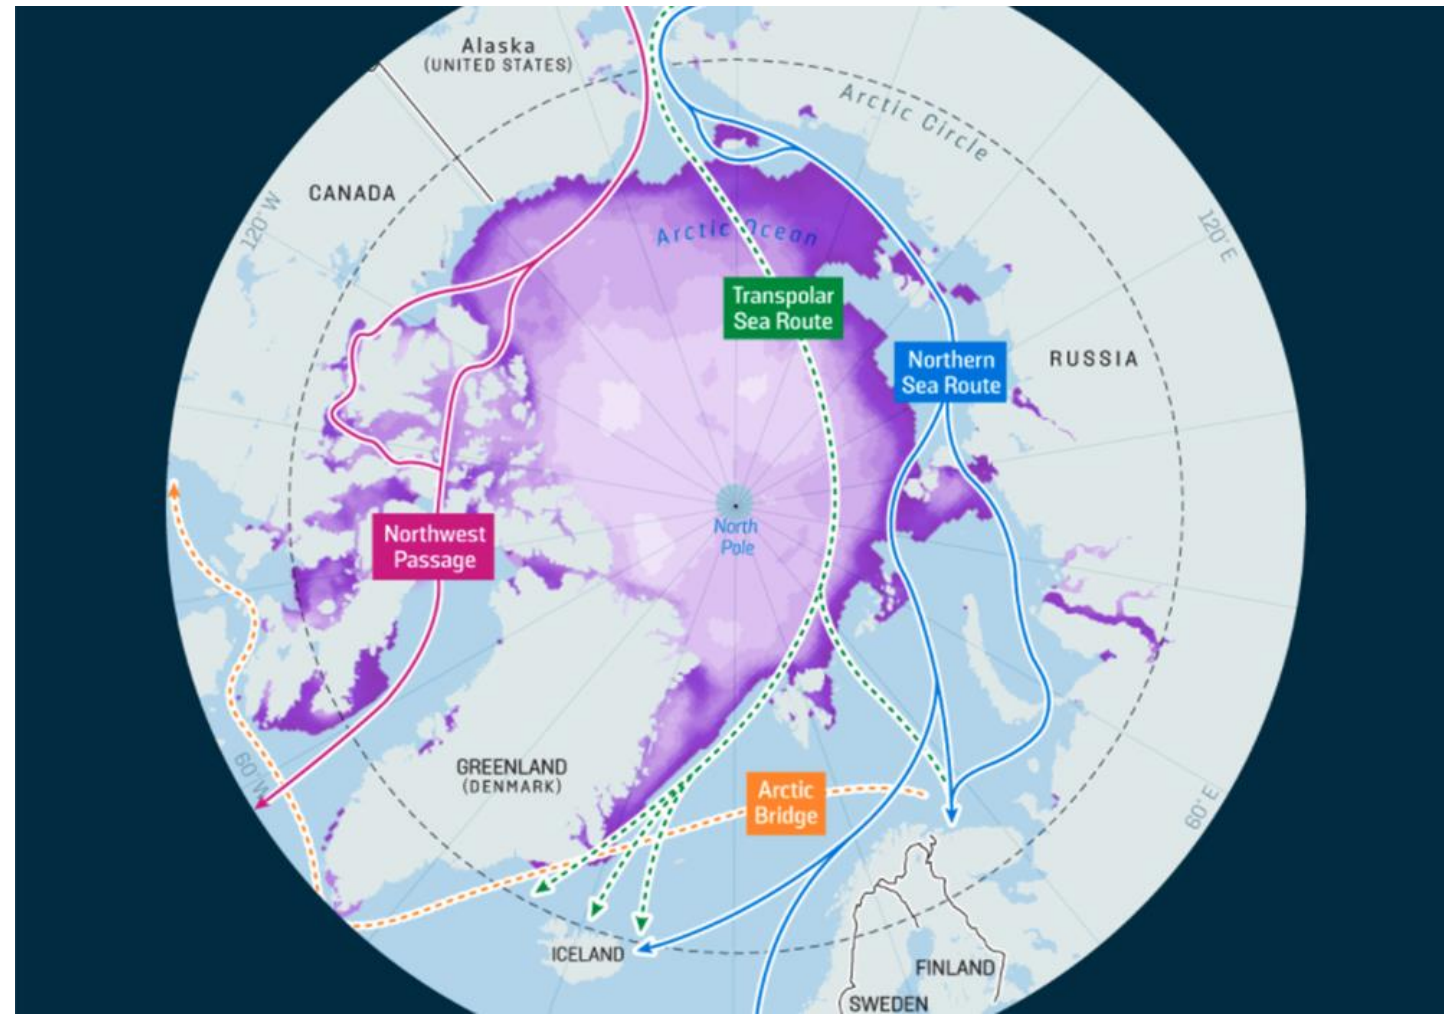 Alaska
(UNITED STATES)
Arctic Circle
CANADA
120°W
120°E
Arctic Ocean
Transpolar
Sea Route
Northern
Sea Route
RUSSIA
Northwest
Passage
North
Pole
60°W
GREENLAND
(DENMARK)
Arctic
Bridge
60°E
ICELAND
FINLAND
SWEDEN